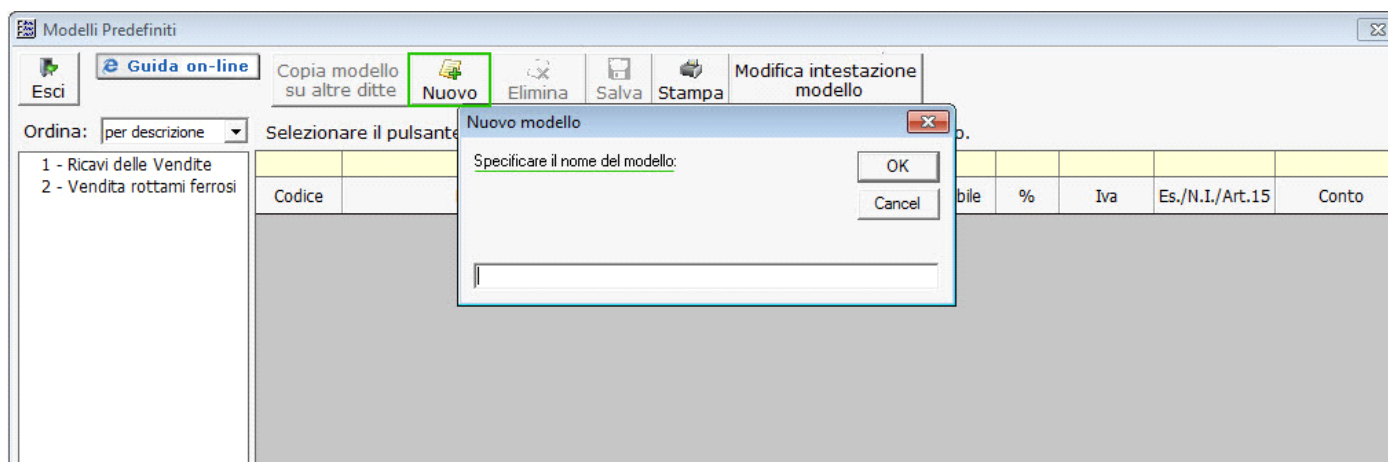 Modelli Predefiniti
Esci
Guida on-line
Copia modello
su altre ditte
Nuovo
Elimina
Salva
Stampa
Modifica intestazione
modello
Ordina:
per descrizione
Selezionare il pulsante
o.
1 - Ricavi delle Vendite
2 - Vendita rottami ferrosi
Codice
bile
%
Iva
Es./N.I./Art.15
Conto
Nuovo modello
Specificare il nome del modello:
OK
Cancel